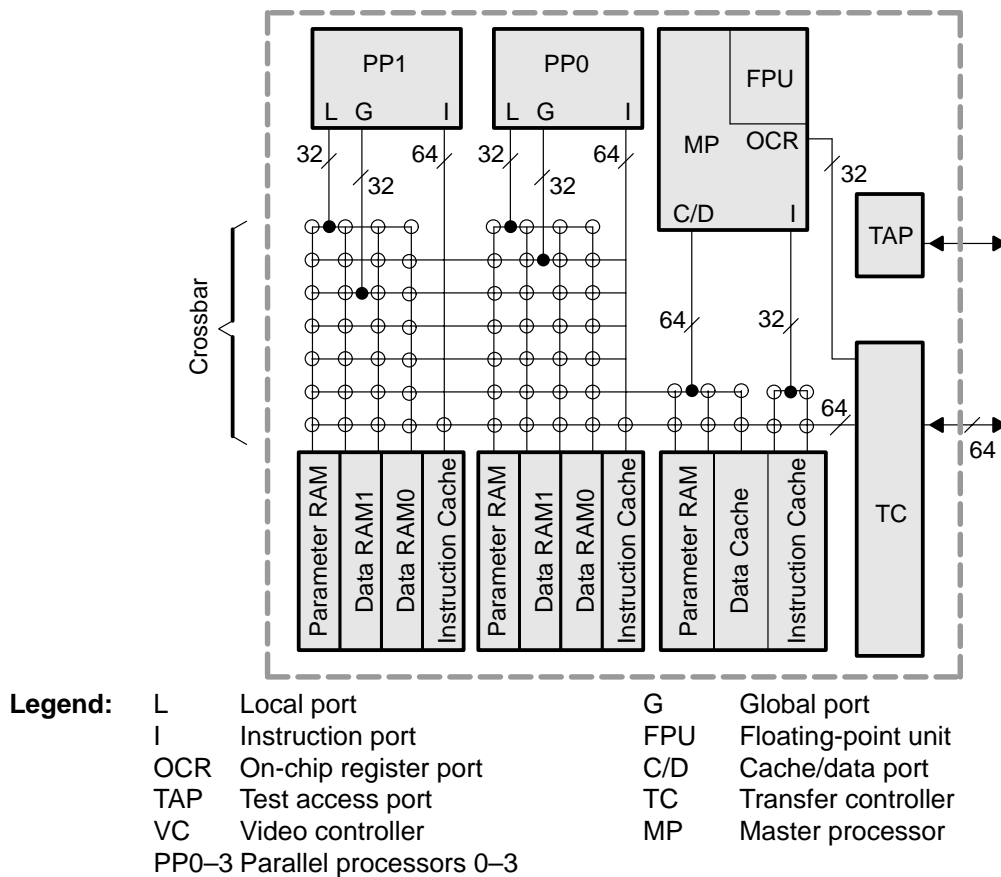 PP1
PP0
FPU
L G I
L G I
MP
OCR
32
64
32
64
32
32
32
C/D
I
TAP
Crossbar
64
32
64
64
Parameter RAM
Data RAM1
Data RAM0
Instruction Cache
Parameter RAM
Data RAM1
Data RAM0
Instruction Cache
Parameter RAM
Data Cache
Instruction Cache
TC
Legend: L Local port G Global port
I Instruction port FPU Floating-point unit
OCR On-chip register port C/D Cache/data port
TAP Test access port TC Transfer controller
VC Video controller MP Master processor
PP0–3 Parallel processors 0–3